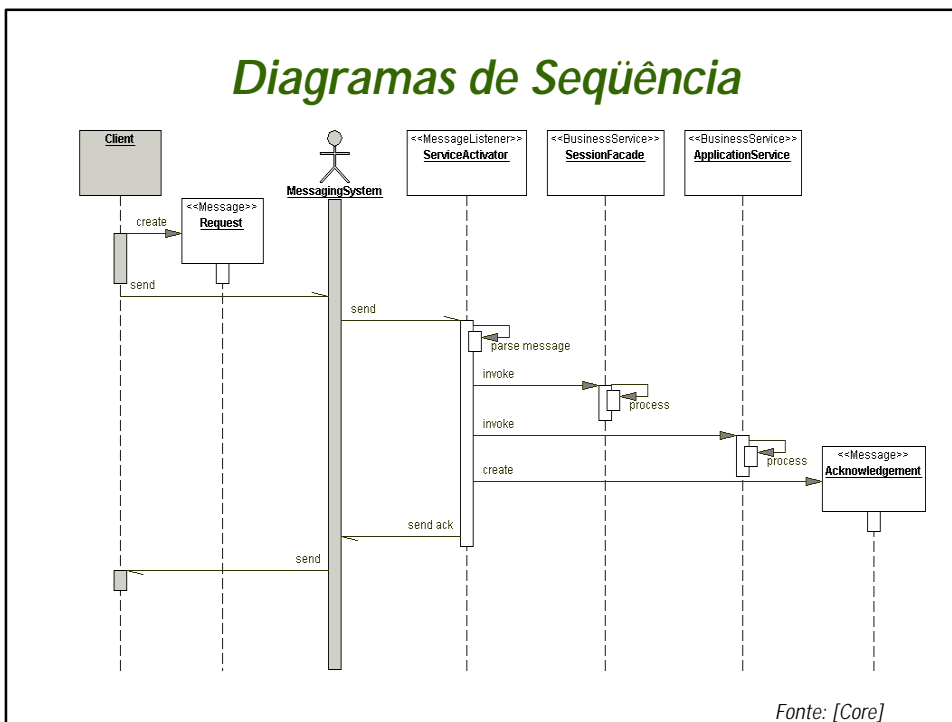 Diagramas de Seqüência
Client
<<MessageListener>>
ServiceActivator
<<BusinessService>>
SessionFacade
<<BusinessService>>
ApplicationService
MessagingSystem
<<Message>>
Request
create
send
send
parse message
invoke
process
invoke
process
<<Message>>
Acknowledgement
create
send ack
send
Fonte: [Core]